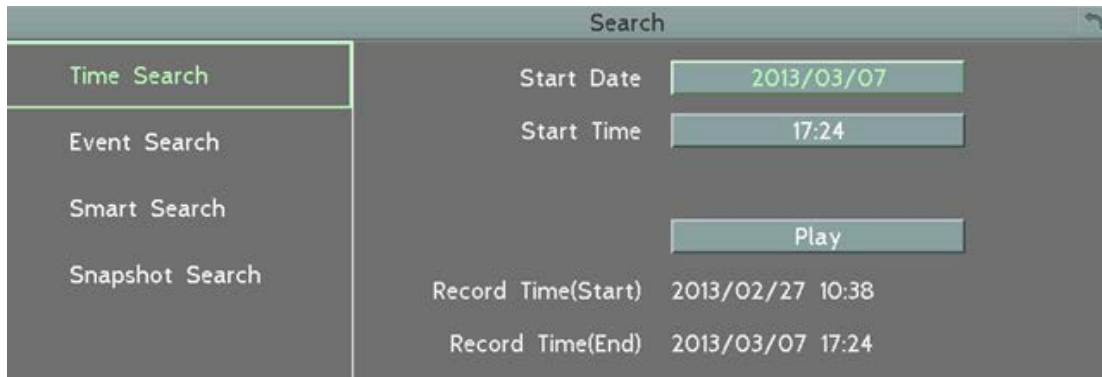 Search
Time Search
Event Search
Smart Search
Snapshot Search
Start Date 2013/03/07
Start Time 17:24
Play
Record Time(Start) 2013/02/27 10:38
Record Time(End) 2013/03/07 17:24